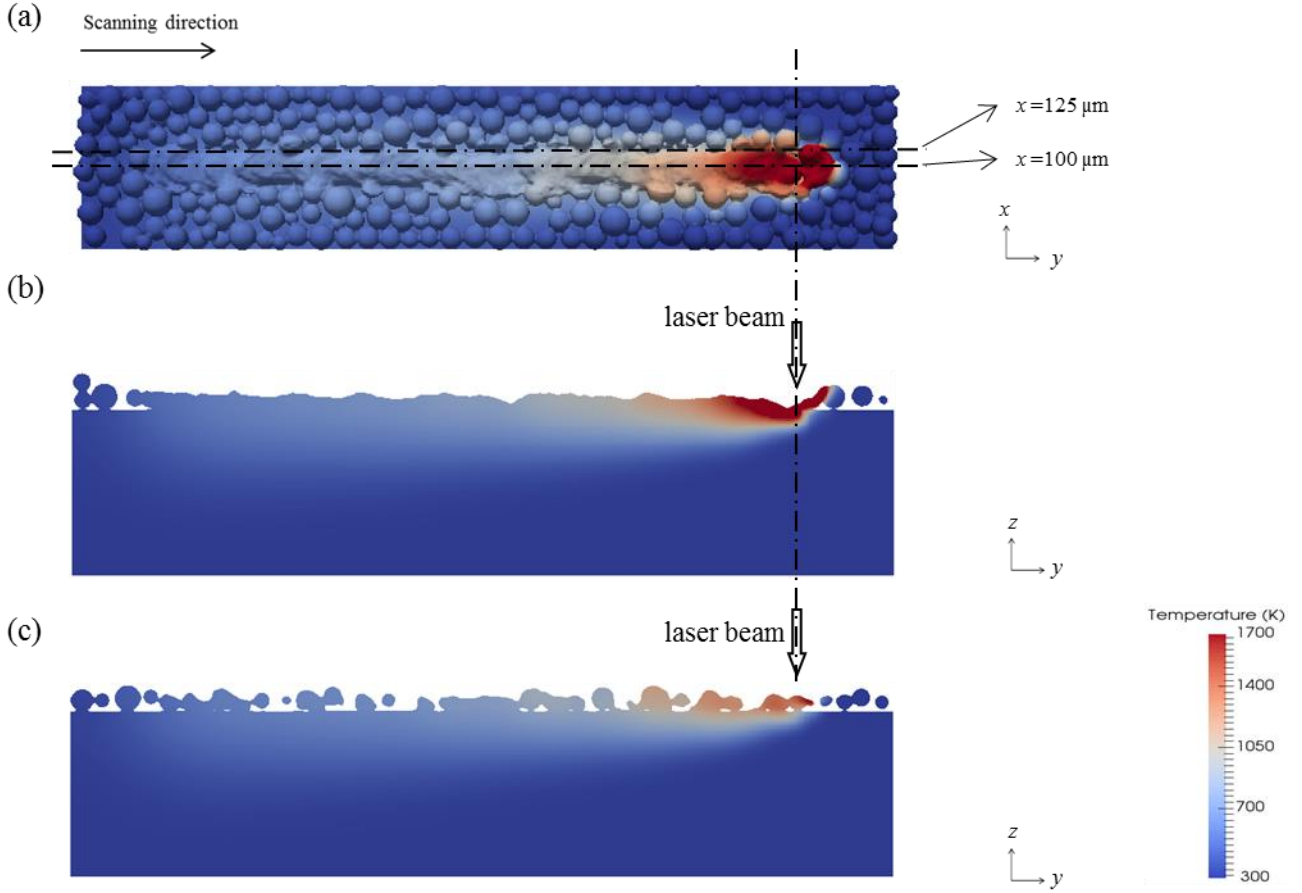 (a)
Scanning direction
x =125 μm
x =100 μm
x
y
(b)
laser beam
z
y
(c)
laser beam
Temperature (K)
1700
1400
1050
700
300
z
y